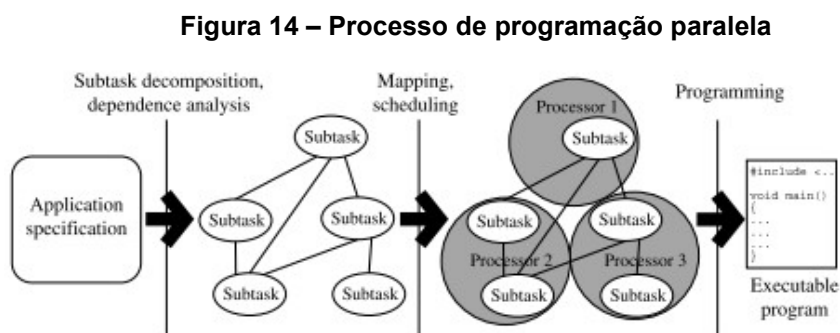 Figura 14 – Processo de programação paralela
Subtask decomposition,
dependence analysis
Mapping,
scheduling
Programming
Application
specification
Subtask
Subtask
Subtask
Subtask
Subtask
Processor 1
Subtask
Subtask
Subtask
Processor 2
Processor 3
Subtask
Subtask
#include <..
void main()
{
...
...
...
}
Executable
program